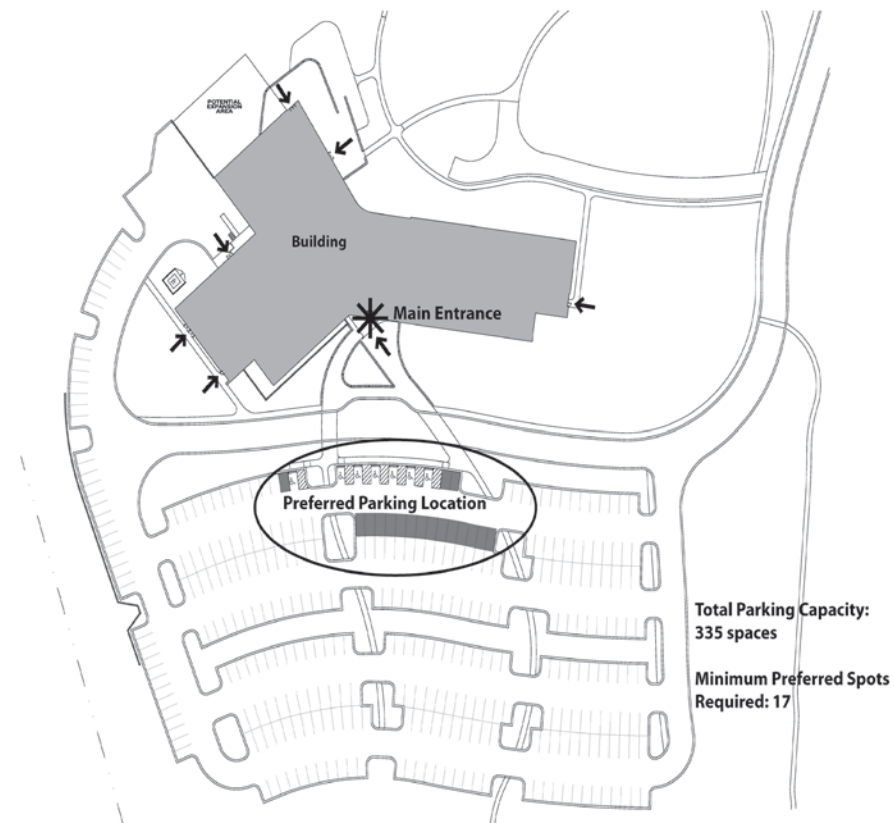 POTENTIAL
EXPANSION
AREA
Building
Main Entrance
Preferred Parking Location
Total Parking Capacity:
335 spaces
Minimum Preferred Spots
Required: 17